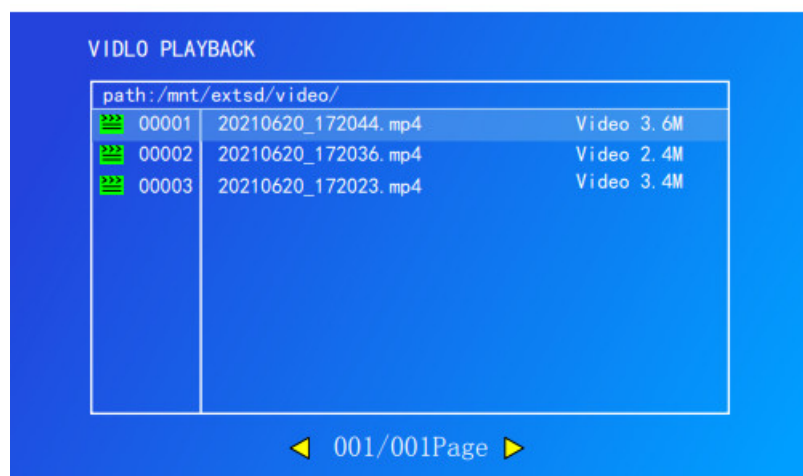 VIDLO PLAYBACK
path:/mnt/extsd/video/
00001 20210620_172044.mp4 Video 3.6M
00002 20210620_172036.mp4 Video 2.4M
00003 20210620_172023.mp4 Video 3.4M
001/001Page